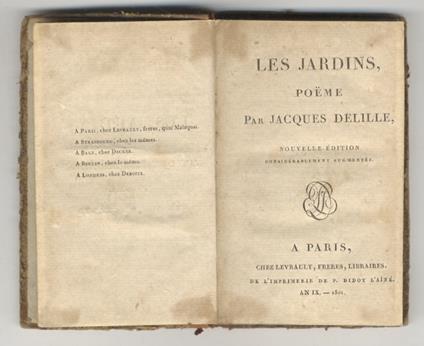 A Paris, chez Levrault, frères, quai Malaquai.
A Strasbourg, chez les mêmes.
A Basle, chez Decker.
A Berlin, chez le même.
A Londres, chez Deboffe.
LES JARDINS,
POËME
PAR JACQUES DELILLE,
NOUVELLE ÉDITION
CONSIDÉRABLEMENT AUGMENTÉE.
A PARIS,
CHEZ LEVRAULT, FRERES, LIBRAIRES.
DE L'IMPRIMERIE DE P. DIDOT L'AÎNÉ.
AN IX. — 1801.